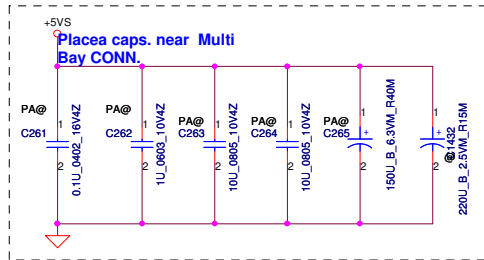 +5VS
Placea caps. near Multi
Bay CONN.
PA@
C261
1
2
0.1U_0402_16V4Z
PA@
C262
1
2
1U_0603_10V4Z
PA@
C263
1
2
10U_0805_10V4Z
PA@
C264
1
2
10U_0805_10V4Z
PA@
C265
1
+
2
150U_B_6.3VM_R40M
1
+
2
@
C1432
220U_B_2.5VM_R15M